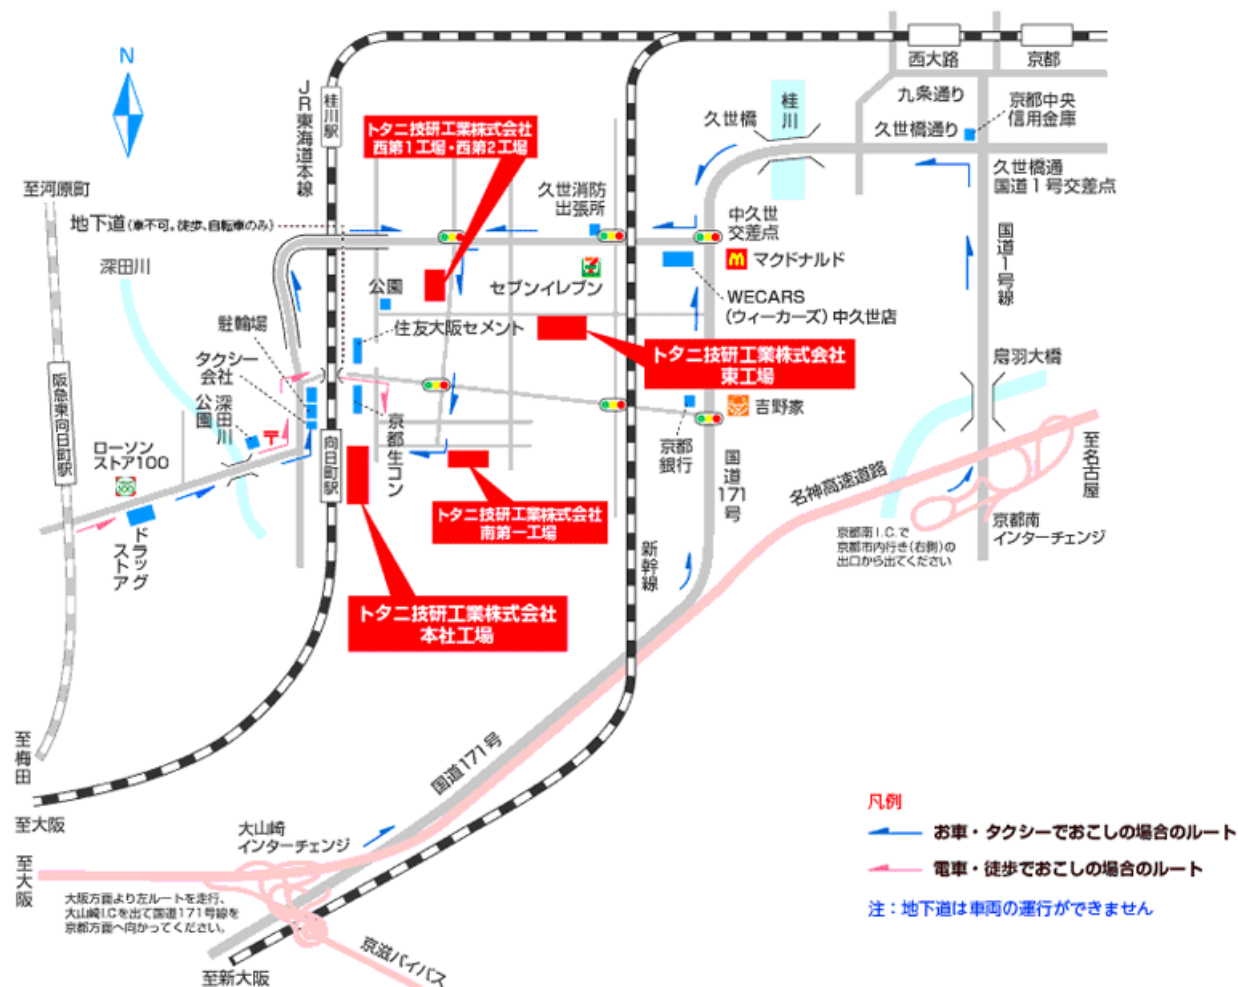 N
西大路
京都
九条通り
京都中央
信用金庫
久世橋通り
久世橋
桂川
久世橋通
国道1号交差点
JR東海道本線
桂川駅
トタニ技研工業株式会社
西第1工場・西第2工場
久世消防
出張所
中久世
交差点
至河原町
地下道(車不可。徒歩、自転車のみ)
深田川
国道1号線
マクドナルド
セブンイレブン
公園
WECARS
(ウィーカーズ)中久世店
駐輪場
住友大阪セメント
トタニ技研工業株式会社
東工場
扇羽大橋
タクシー
会社
阪急東向日町駅
深田川
公園
吉野家
京都
銀行
京都生コン
向日町駅
ローソン
ストア100
国道171号
名神高速道路
至名古屋
トタニ技研工業株式会社
南第一工場
ドラッグ
ストア
京都南I.C.で
京都市内行き(右側)の
出口から出てください
京都南
インターチェンジ
新幹線
トタニ技研工業株式会社
本社工場
至梅田
国道171号
至大阪
大山崎
インターチェンジ
至大阪
大阪方面より左ルートを走行、
大山崎I.Cを出て国道171号線を
京都方面へ向かってください。
京滋バイパス
至新大阪
凡例
お車・タクシーでおこしの場合のルート
電車・徒歩でおこしの場合のルート
注：地下道は車両の運行ができません